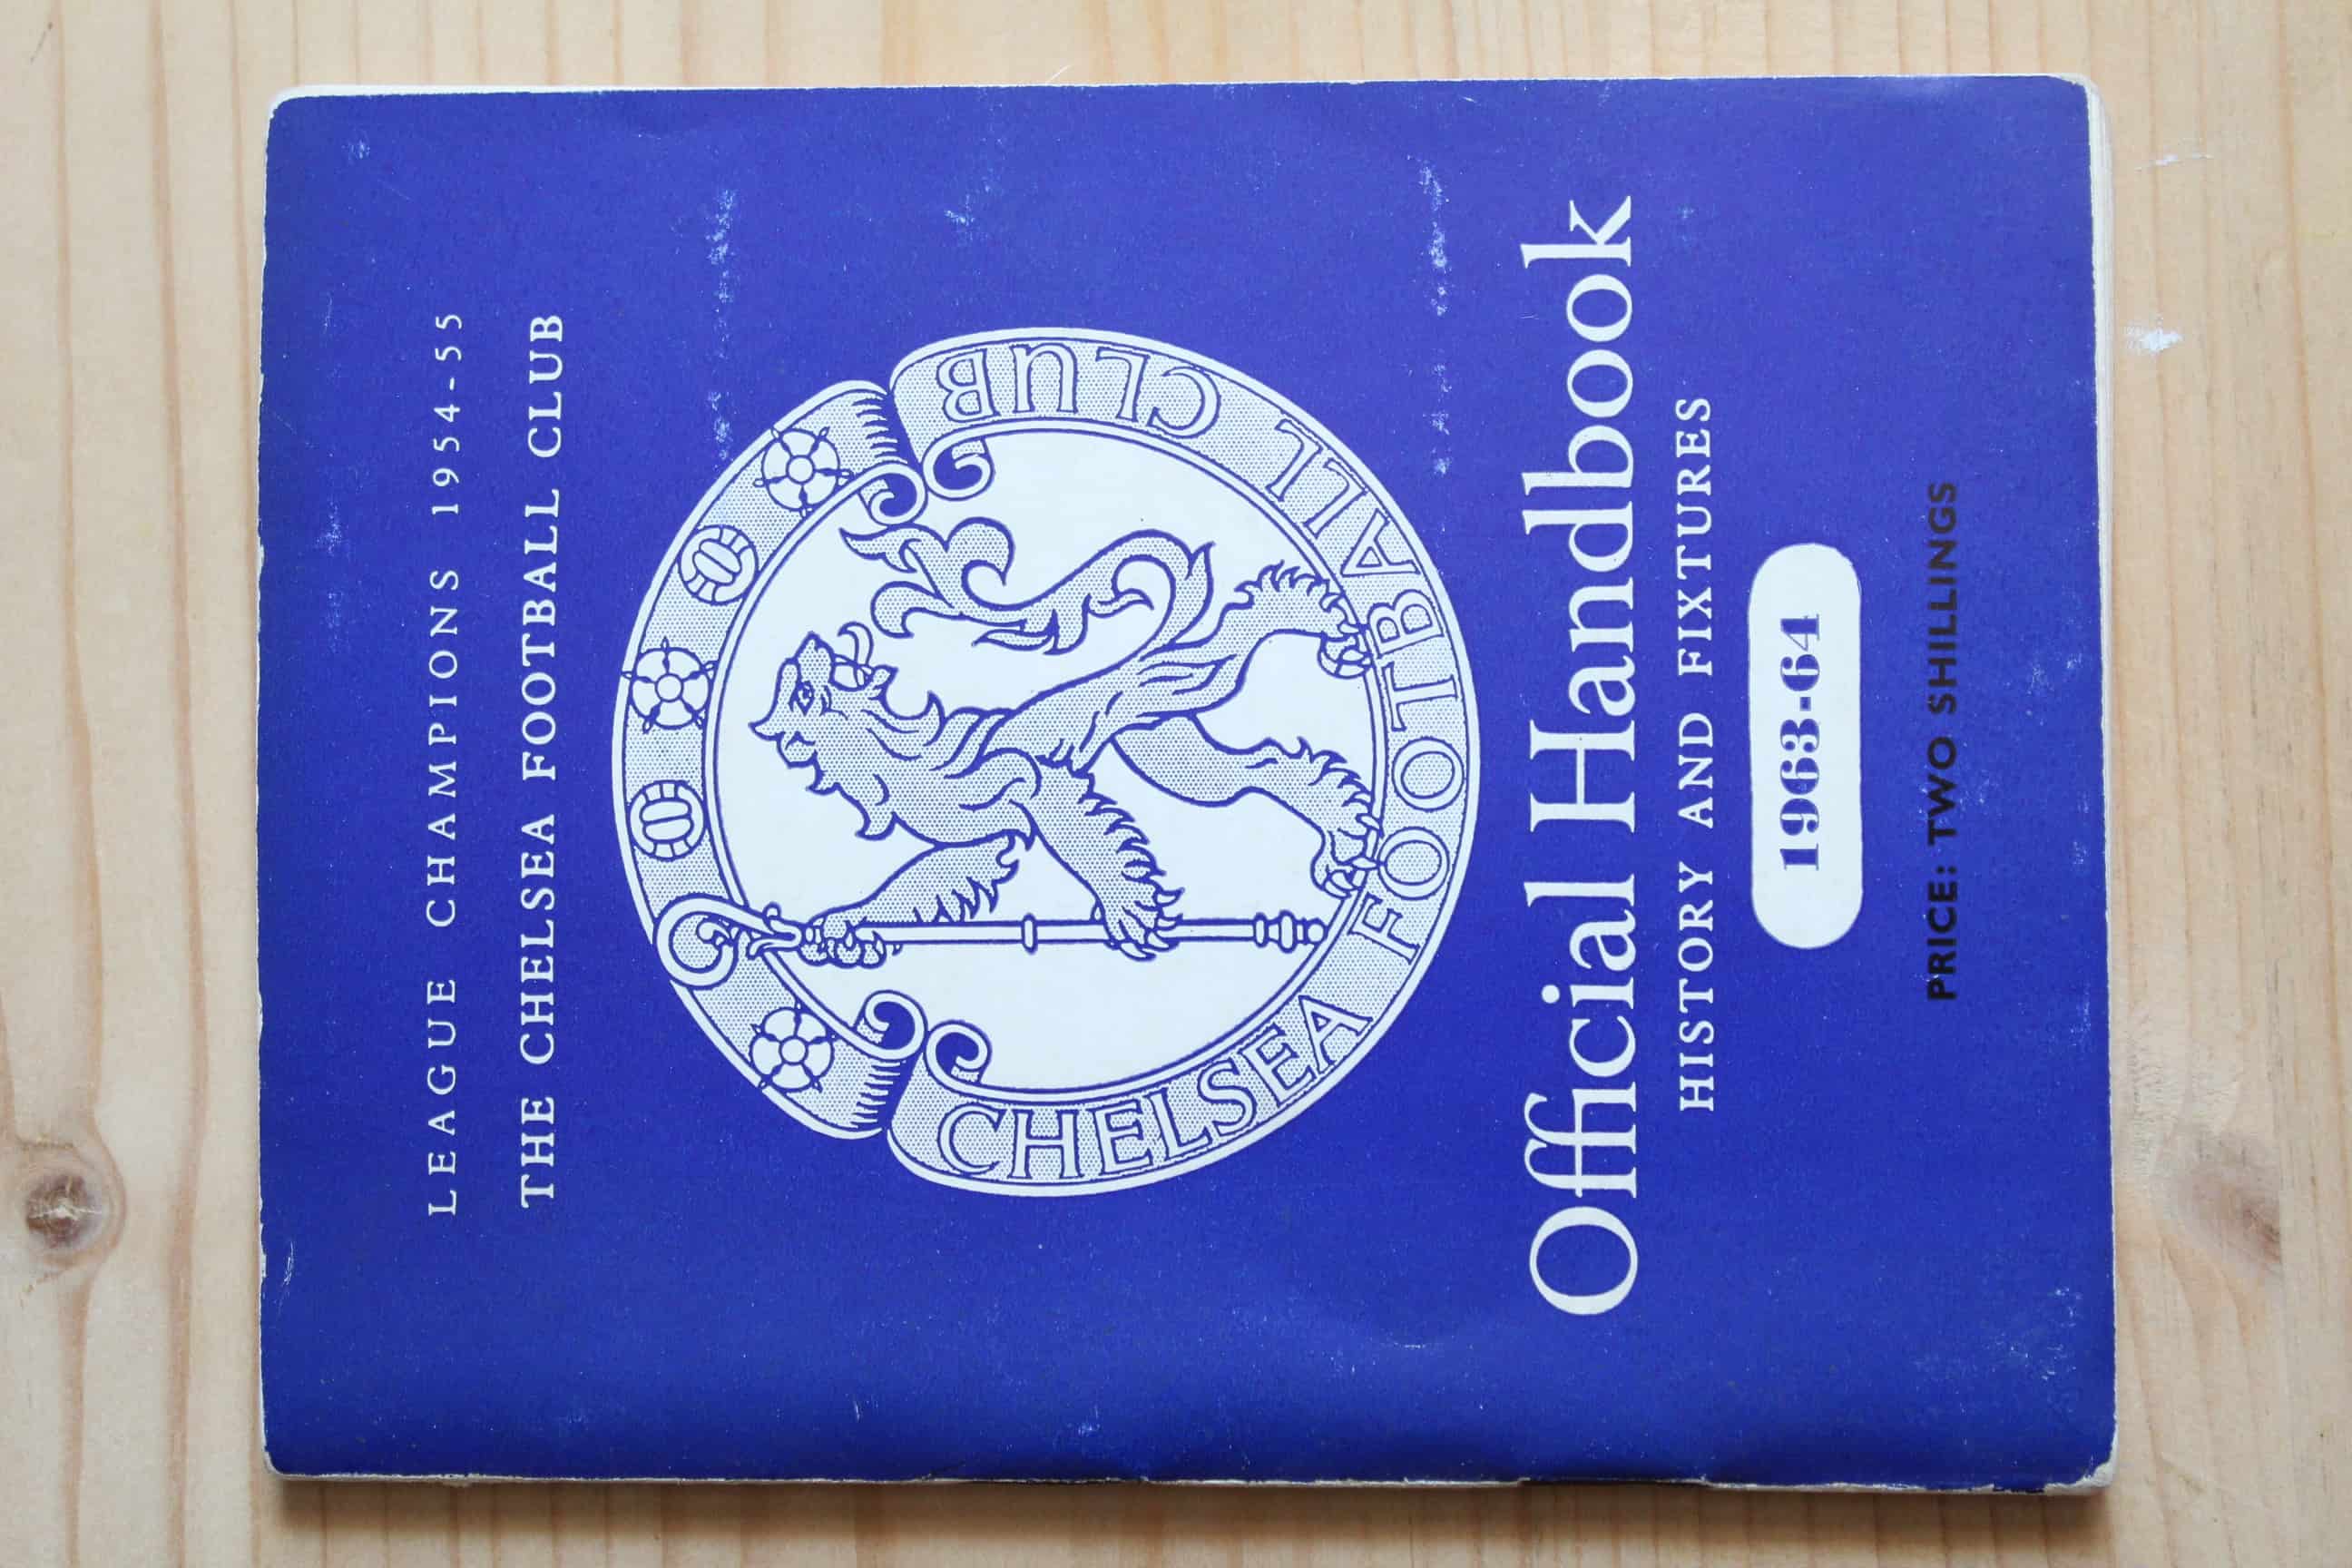 LEAGUE CHAMPIONS 1954-55
THE CHELSEA FOOTBALL CLUB
CHELSEA FOOTBALL CLUB
Official Handbook
HISTORY AND FIXTURES
1963-64
PRICE: TWO SHILLINGS